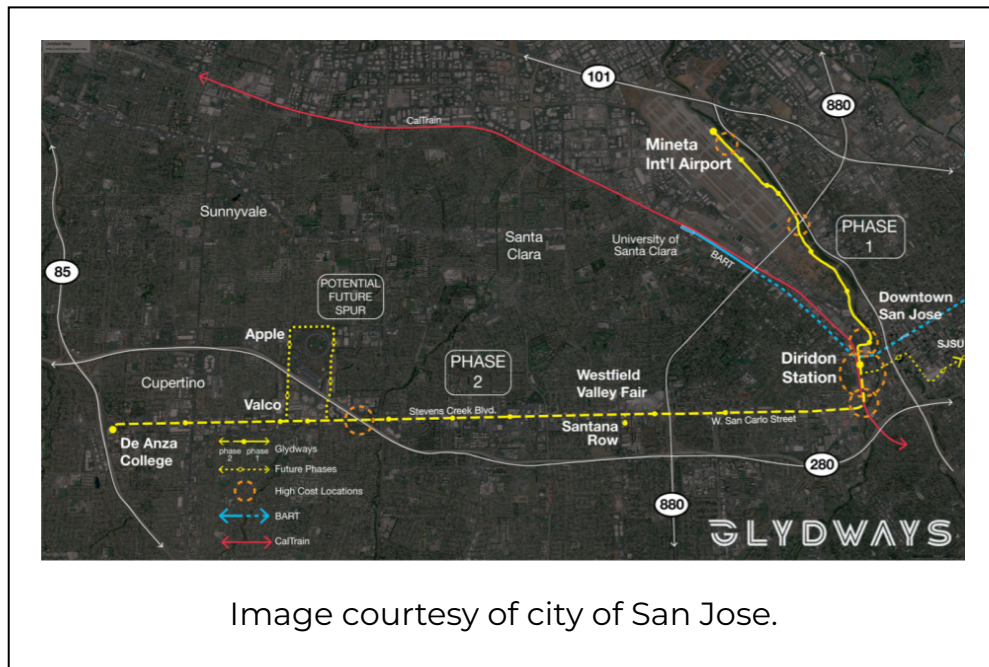 101
880
CalTrain
Mineta
Int'l Airport
Sunnyvale
Santa
Clara
University of
Santa Clara
PHASE
1
BART
85
POTENTIAL
FUTURE
SPUR
Downtown
San Jose
Apple
SJSU
PHASE
2
Diridon
Station
Cupertino
Westfield
Valley Fair
Valco
Stevens Creek Blvd.
W. San Carlo Street
Santana
Row
De Anza
College
phase
2
phase
1
Glydways
Future Phases
280
High Cost Locations
880
BART
CalTrain
GLYDWAYS
Image courtesy of city of San Jose.